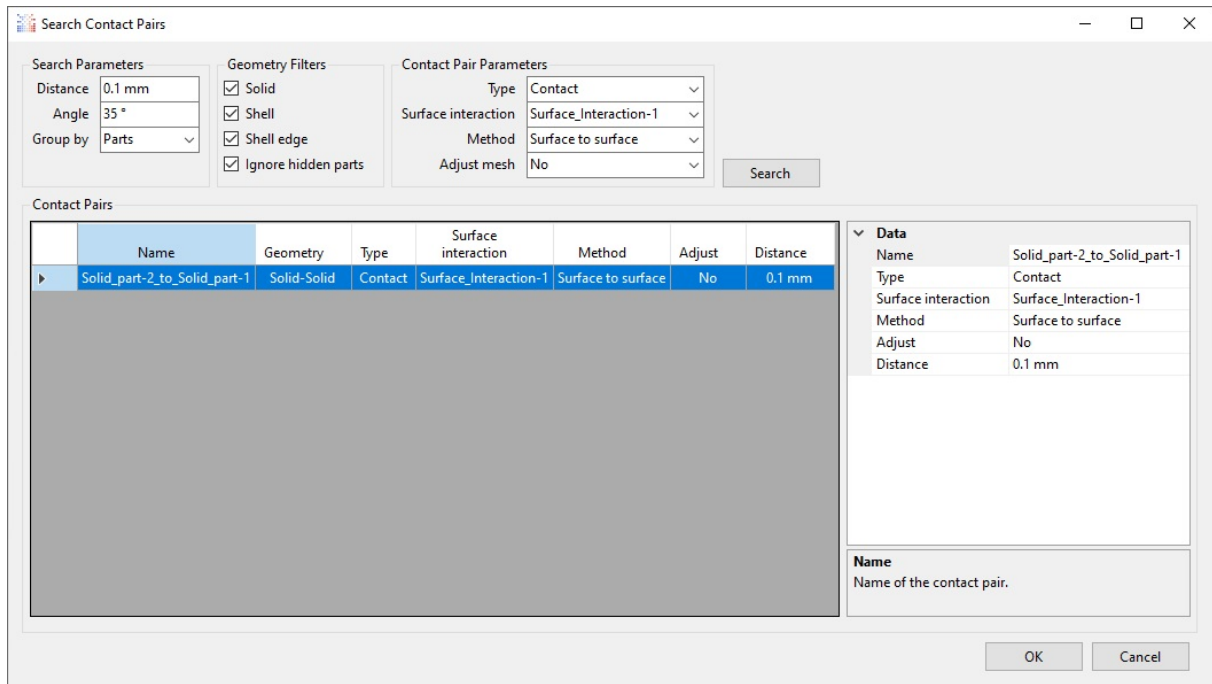 Search Contact Pairs
Search Parameters
Distance 0.1 mm
Angle 35 °
Group by Parts
Geometry Filters
Solid
Shell
Shell edge
Ignore hidden parts
Contact Pair Parameters
Type Contact
Surface interaction Surface_Interaction-1
Method Surface to surface
Adjust mesh No
Search
Contact Pairs
Name Geometry Type Surface interaction Method Adjust Distance
Solid_part-2_to_Solid_part-1 Solid-Solid Contact Surface_Interaction-1 Surface to surface No 0.1 mm
Data
Name Solid_part-2_to_Solid_part-1
Type Contact
Surface interaction Surface_Interaction-1
Method Surface to surface
Adjust No
Distance 0.1 mm
Name
Name of the contact pair.
OK Cancel